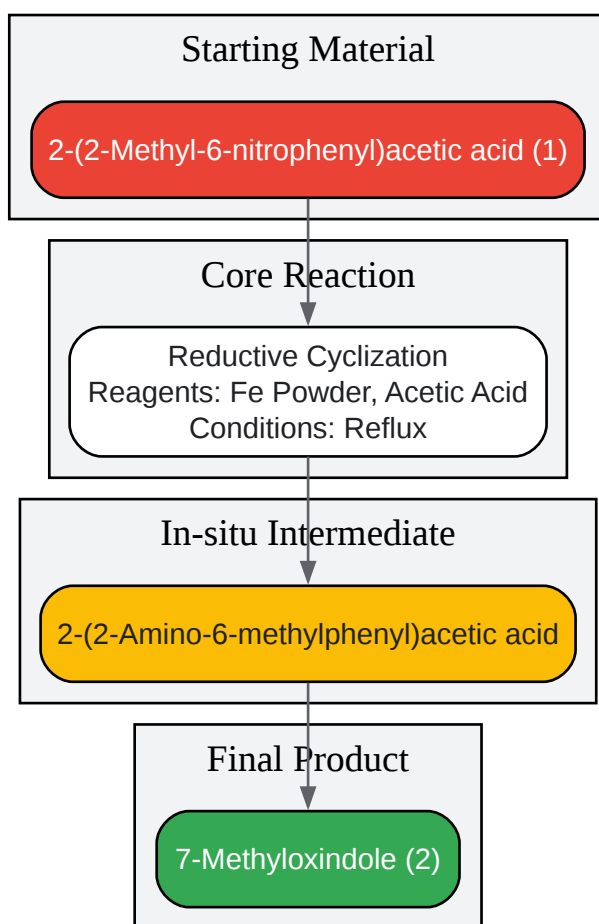 Starting Material
2-(2-Methyl-6-nitrophenyl)acetic acid (1)
Core Reaction
Reductive Cyclization
Reagents: Fe Powder, Acetic Acid
Conditions: Reflux
In-situ Intermediate
2-(2-Amino-6-methylphenyl)acetic acid
Final Product
7-Methyloxindole (2)